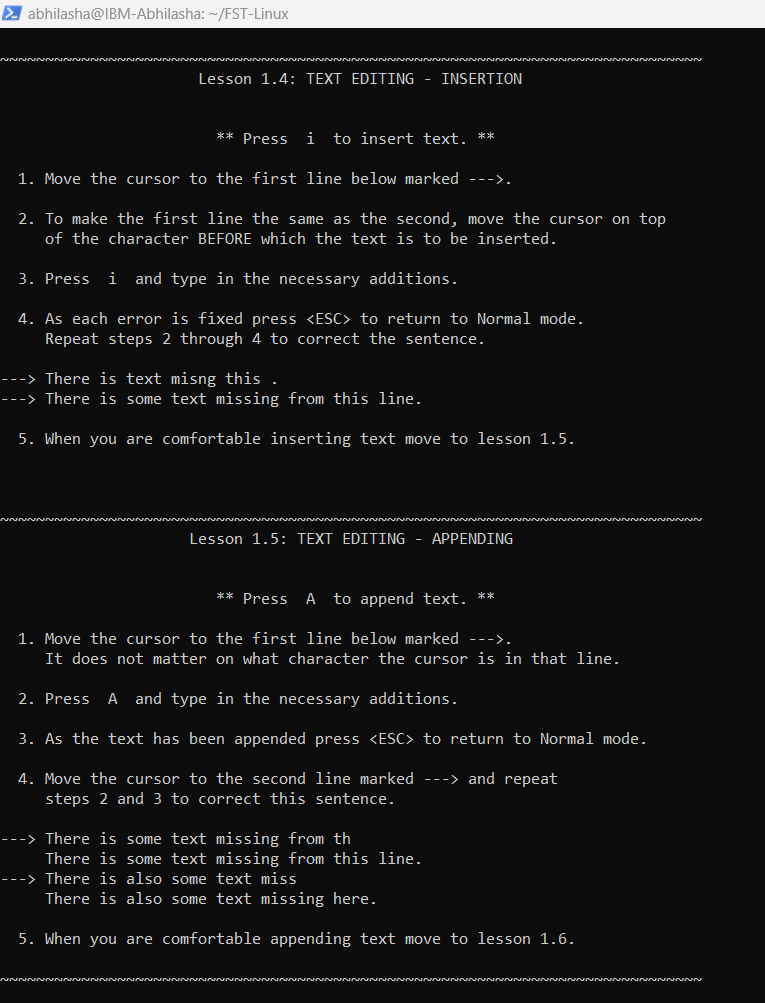 abhilasha@IBM-Abhilasha: ~/FST-Linux
~~~~~~~~~~~~~~~~~~~~~~~~~~~~~~~~~~~~~~~~~~~~~~~~~~~~~~~~~~~~~~~~~~~~~~~~~~~~~~
Lesson 1.4: TEXT EDITING - INSERTION
** Press  i  to insert text. **
1. Move the cursor to the first line below marked --->.
2. To make the first line the same as the second, move the cursor on top
of the character BEFORE which the text is to be inserted.
3. Press  i  and type in the necessary additions.
4. As each error is fixed press <ESC> to return to Normal mode.
Repeat steps 2 through 4 to correct the sentence.
---> There is text misng this .
---> There is some text missing from this line.
5. When you are comfortable inserting text move to lesson 1.5.
~~~~~~~~~~~~~~~~~~~~~~~~~~~~~~~~~~~~~~~~~~~~~~~~~~~~~~~~~~~~~~~~~~~~~~~~~~~~~~
Lesson 1.5: TEXT EDITING - APPENDING
** Press  A  to append text. **
1. Move the cursor to the first line below marked --->.
It does not matter on what character the cursor is in that line.
2. Press  A  and type in the necessary additions.
3. As the text has been appended press <ESC> to return to Normal mode.
4. Move the cursor to the second line marked ---> and repeat
steps 2 and 3 to correct this sentence.
---> There is some text missing from th
There is some text missing from this line.
---> There is also some text miss
There is also some text missing here.
5. When you are comfortable appending text move to lesson 1.6.
~~~~~~~~~~~~~~~~~~~~~~~~~~~~~~~~~~~~~~~~~~~~~~~~~~~~~~~~~~~~~~~~~~~~~~~~~~~~~~